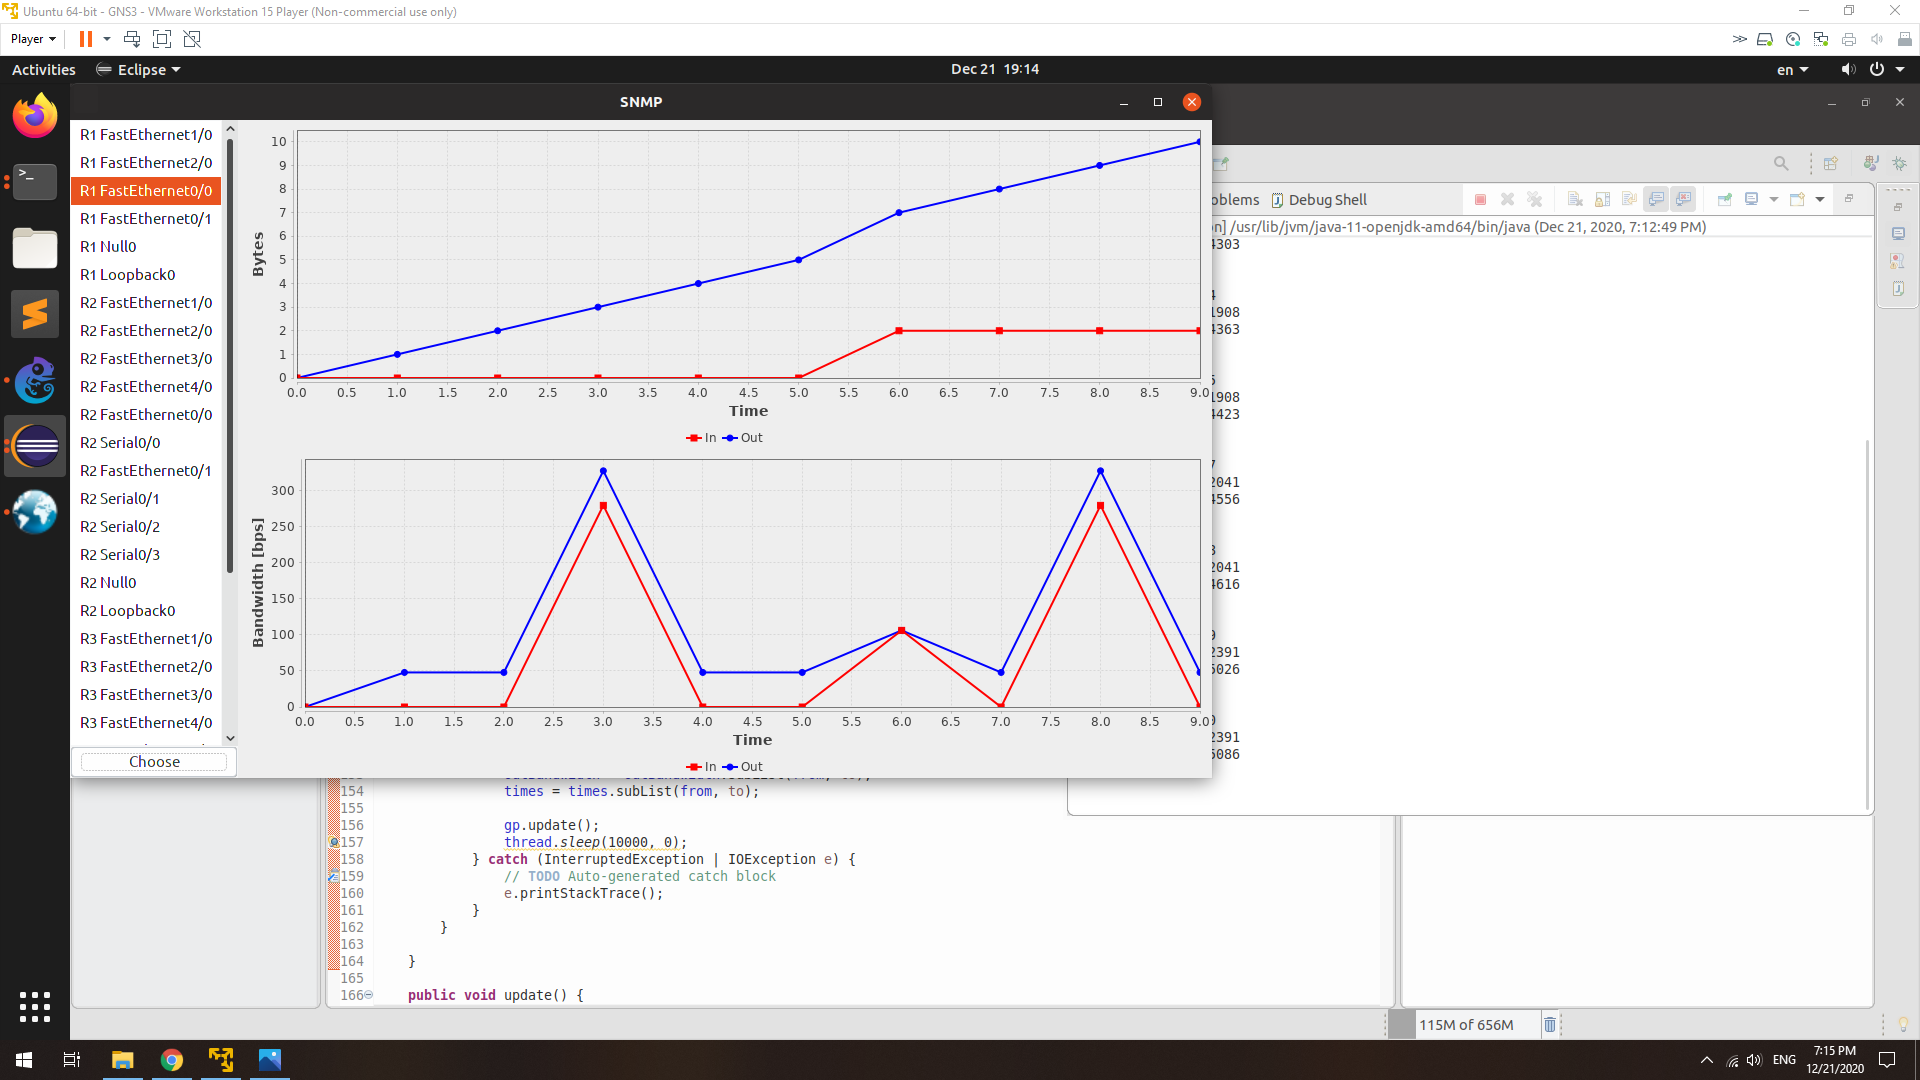 Ubuntu 64-bit - GNS3 - VMware Workstation 15 Player (Non-commercial use only)
Player
Activities
Eclipse
Dec 21 19:14
en
SNMP
R1 FastEthernet1/0
R1 FastEthernet2/0
R1 FastEthernet0/0
R1 FastEthernet0/1
R1 Null0
R1 Loopback0
R2 FastEthernet1/0
R2 FastEthernet2/0
R2 FastEthernet3/0
R2 FastEthernet4/0
R2 FastEthernet0/0
R2 Serial0/0
R2 FastEthernet0/1
R2 Serial0/1
R2 Serial0/2
R2 Serial0/3
R2 Null0
R2 Loopback0
R3 FastEthernet1/0
R3 FastEthernet2/0
R3 FastEthernet3/0
R3 FastEthernet4/0
Choose
10
9
8
7
6
5
4
3
2
1
0
Bytes
0.0 0.5 1.0 1.5 2.0 2.5 3.0 3.5 4.0 4.5 5.0 5.5 6.0 6.5 7.0 7.5 8.0 8.5 9.0
Time
In Out
300
250
200
150
100
50
0
Bandwidth [bps]
0.0 0.5 1.0 1.5 2.0 2.5 3.0 3.5 4.0 4.5 5.0 5.5 6.0 6.5 7.0 7.5 8.0 8.5 9.0
Time
In Out
oblems Debug Shell
on] /usr/lib/jvm/java-11-openjdk-amd64/bin/java (Dec 21, 2020, 7:12:49 PM)
4303
4
1908
4363
5
1908
4423
7
2041
4556
3
2041
4616
9
2391
5026
0
2391
5086
154 times = times.subList(from, to);
155
156 gp.update();
157 thread.sleep(10000, 0);
158 } catch (InterruptedException | IOException e) {
159 // TODO Auto-generated catch block
160 e.printStackTrace();
161 }
162 }
163
164 }
165
166 public void update() {
115M of 656M
ENG
7:15 PM
12/21/2020